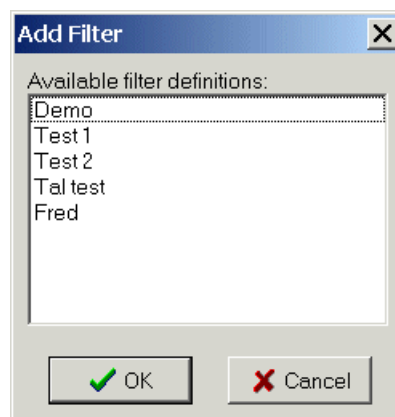 Add Filter
Available filter definitions:
Demo
Test 1
Test 2
Tal test
Fred
OK
Cancel